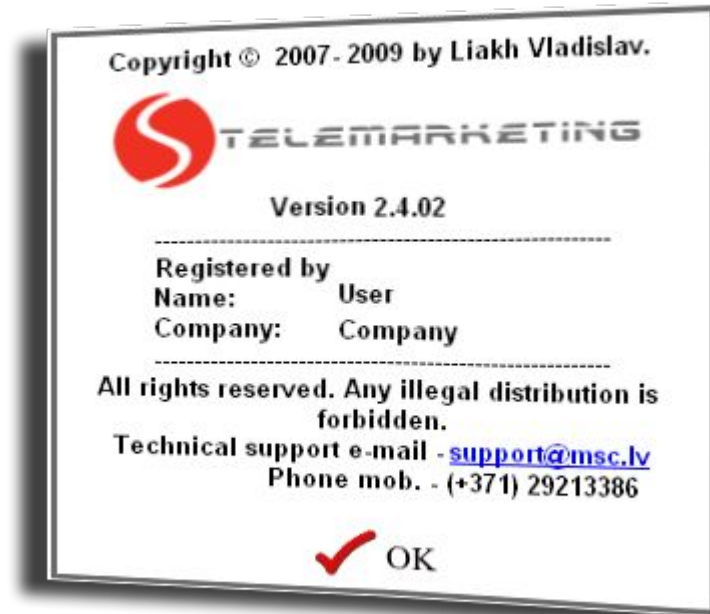 Copyright © 2007-2009 by Liakh Vladislav.
TELEMARKETING
Version 2.4.02
--------------------------------------------------------
Registered by
Name: User
Company: Company
--------------------------------------------------------
All rights reserved. Any illegal distribution is
forbidden.
Technical support e-mail - support@msc.lv
Phone mob. - (+371) 29213386
OK